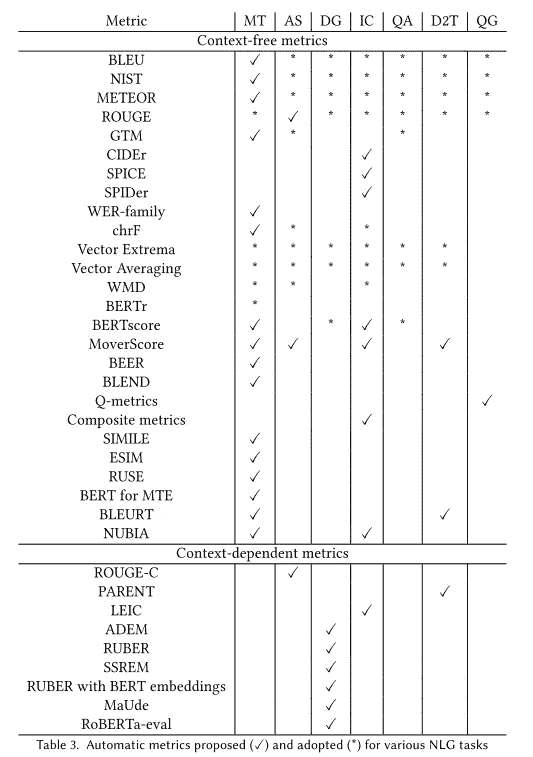 Metric MT AS DG IC QA D2T QG
Context-free metrics
BLEU ✓ * * * * * *
NIST ✓ * * * * * *
METEOR ✓ * * * * * *
ROUGE * ✓ * * * * *
GTM ✓ * *
CIDEr ✓
SPICE ✓
SPIDer ✓
WER-family ✓
chrF ✓ * *
Vector Extrema * * * * * *
Vector Averaging * * * * * *
WMD * * *
BERTr *
BERTscore ✓ * ✓ *
MoverScore ✓ ✓ ✓ ✓
BEER ✓
BLEND ✓
Q-metrics ✓
Composite metrics ✓
SIMILE ✓
ESIM ✓
RUSE ✓
BERT for MTE ✓
BLEURT ✓ ✓
NUBIA ✓ ✓
Context-dependent metrics
ROUGE-C ✓
PARENT ✓
LEIC ✓
ADEM ✓
RUBER ✓
SSREM ✓
RUBER with BERT embeddings ✓
MaUde ✓
RoBERTa-eval ✓
Table 3. Automatic metrics proposed (✓) and adopted (*) for various NLG tasks